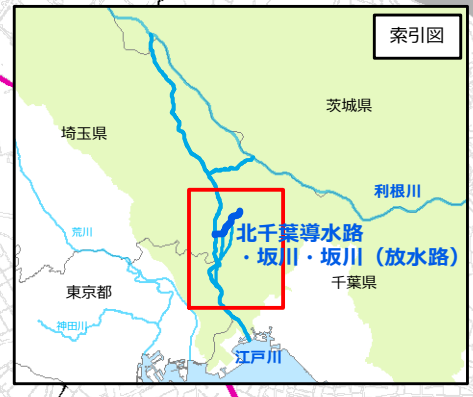 索引図
茨城県
埼玉県
利根川
荒川
北千葉導水路
・坂川・坂川（放水路）
千葉県
東京都
神田川
江戸川